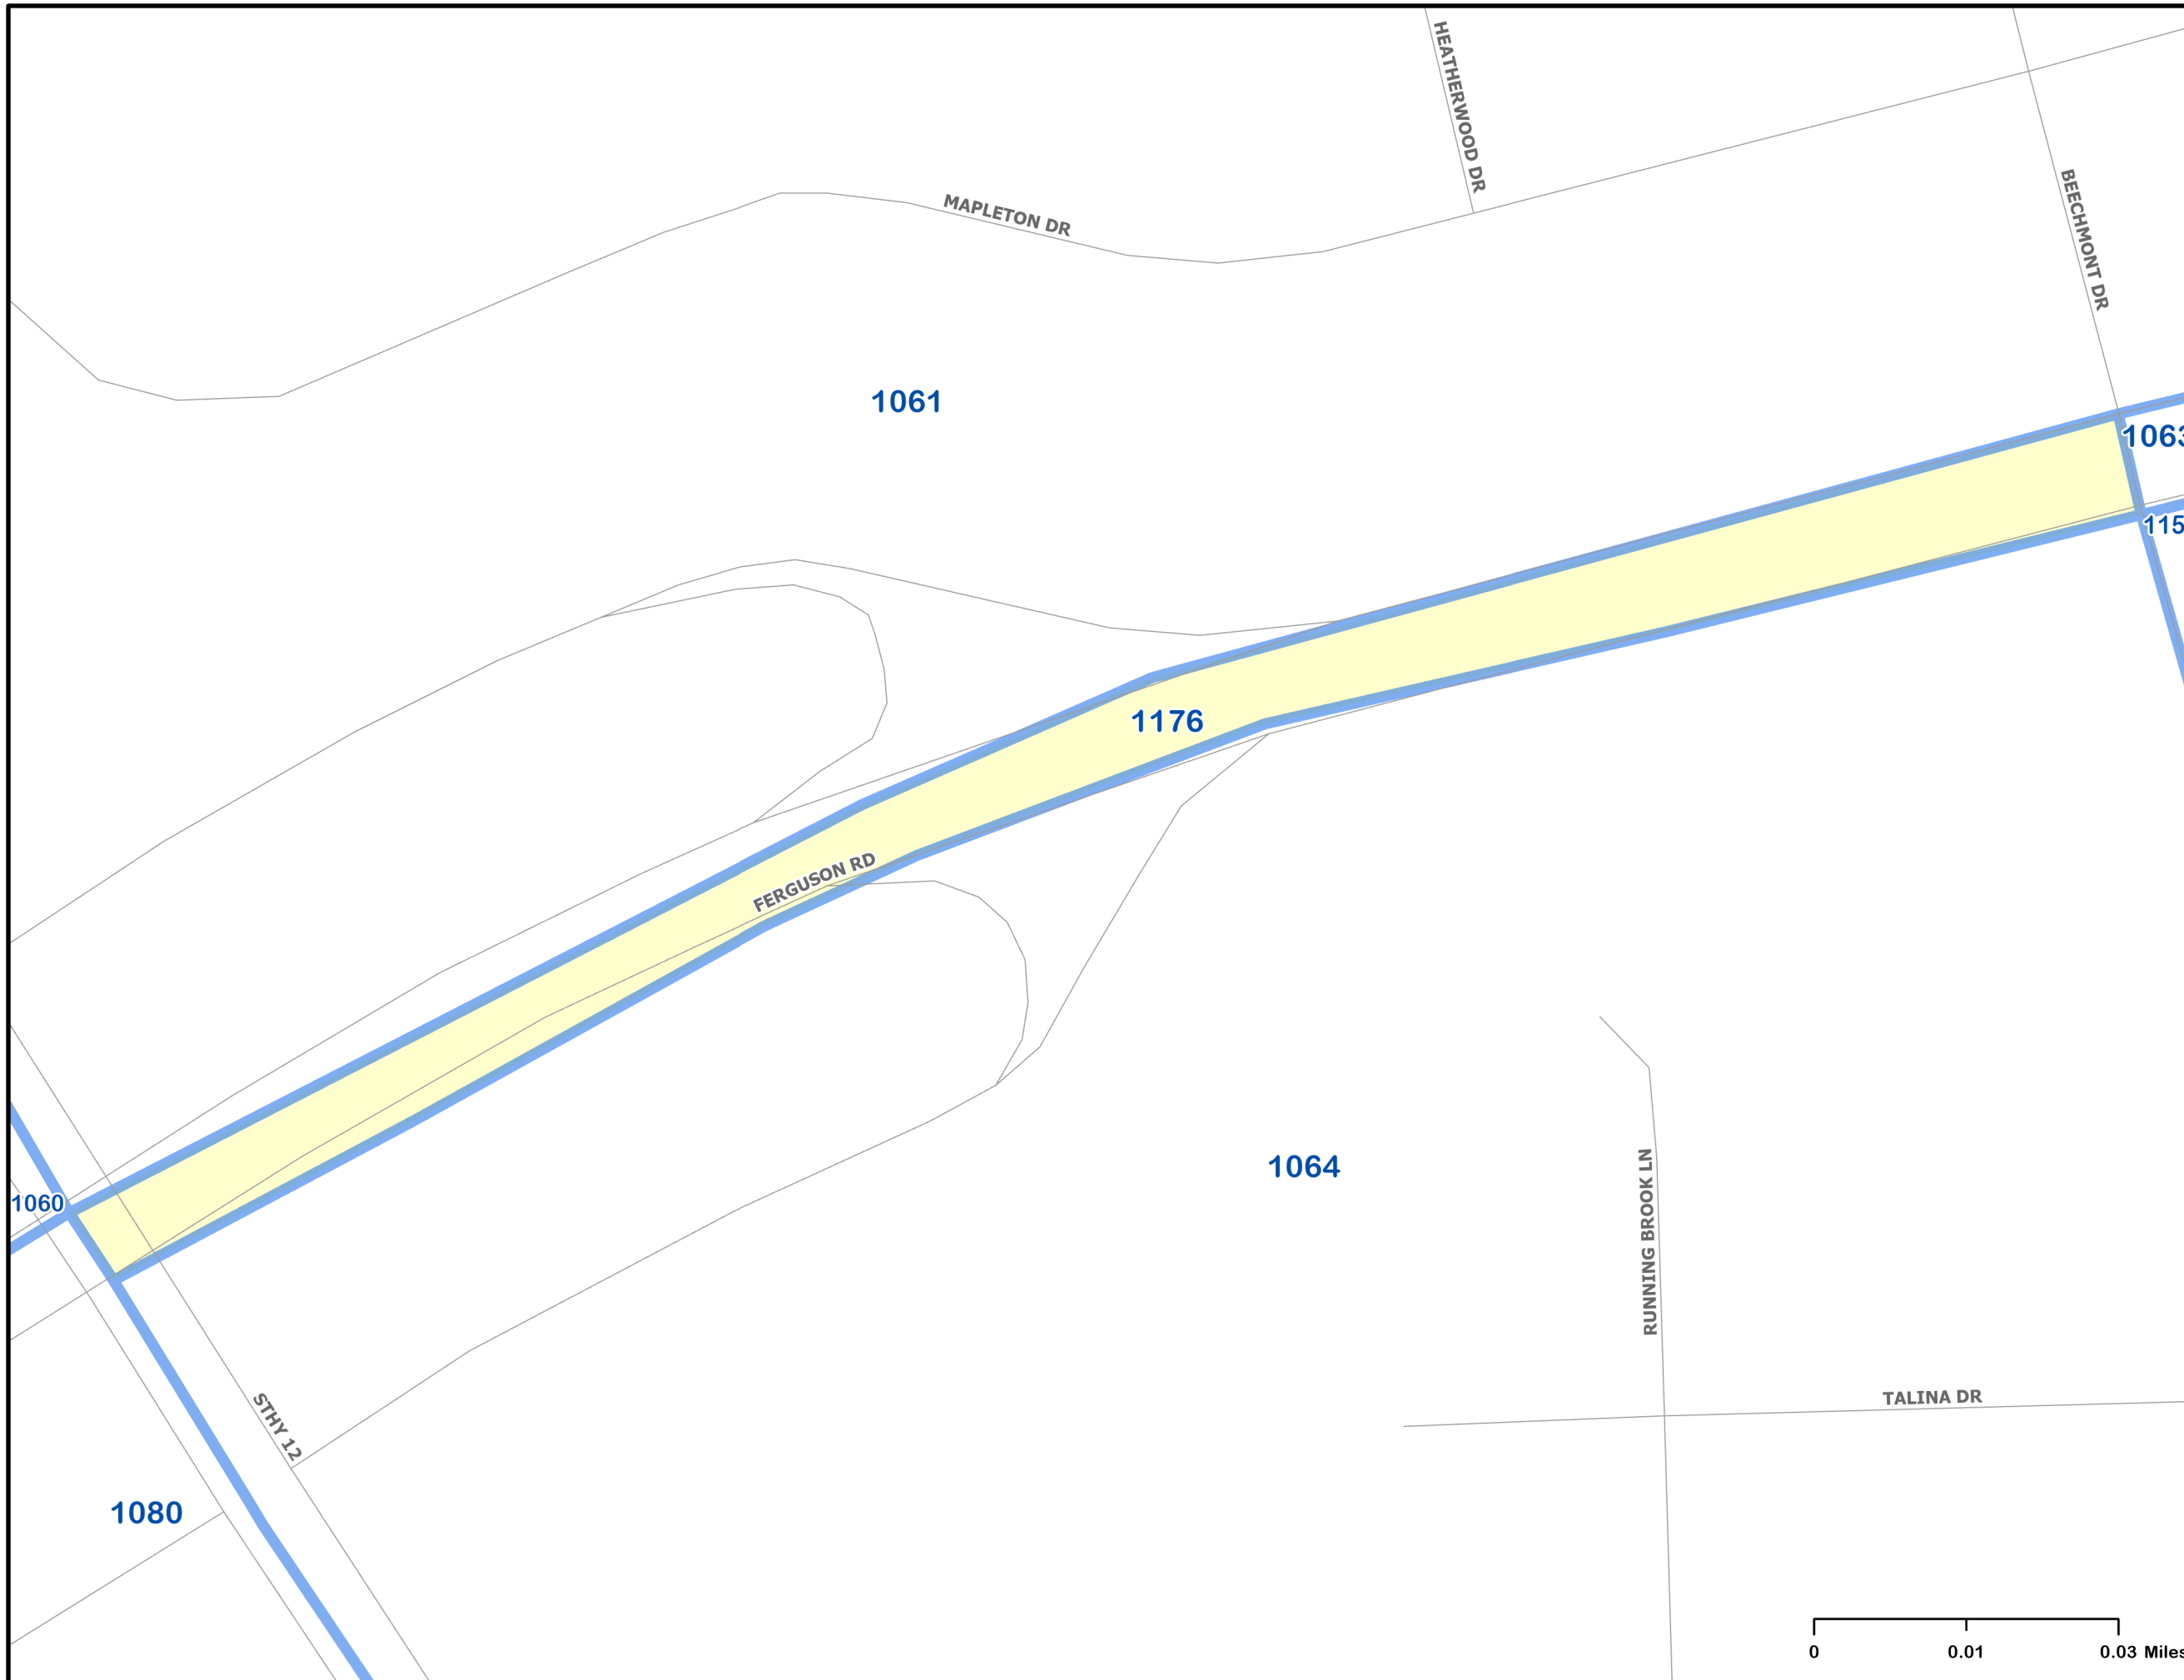 HEATHERWOOD DR
MAPLETON DR
BEECHMONT DR
1061
1063
115
1176
FERGUSON RD
1064
RUNNING BROOK LN
1060
TALINA DR
STHY 12
1080
0 0.01 0.03 Miles